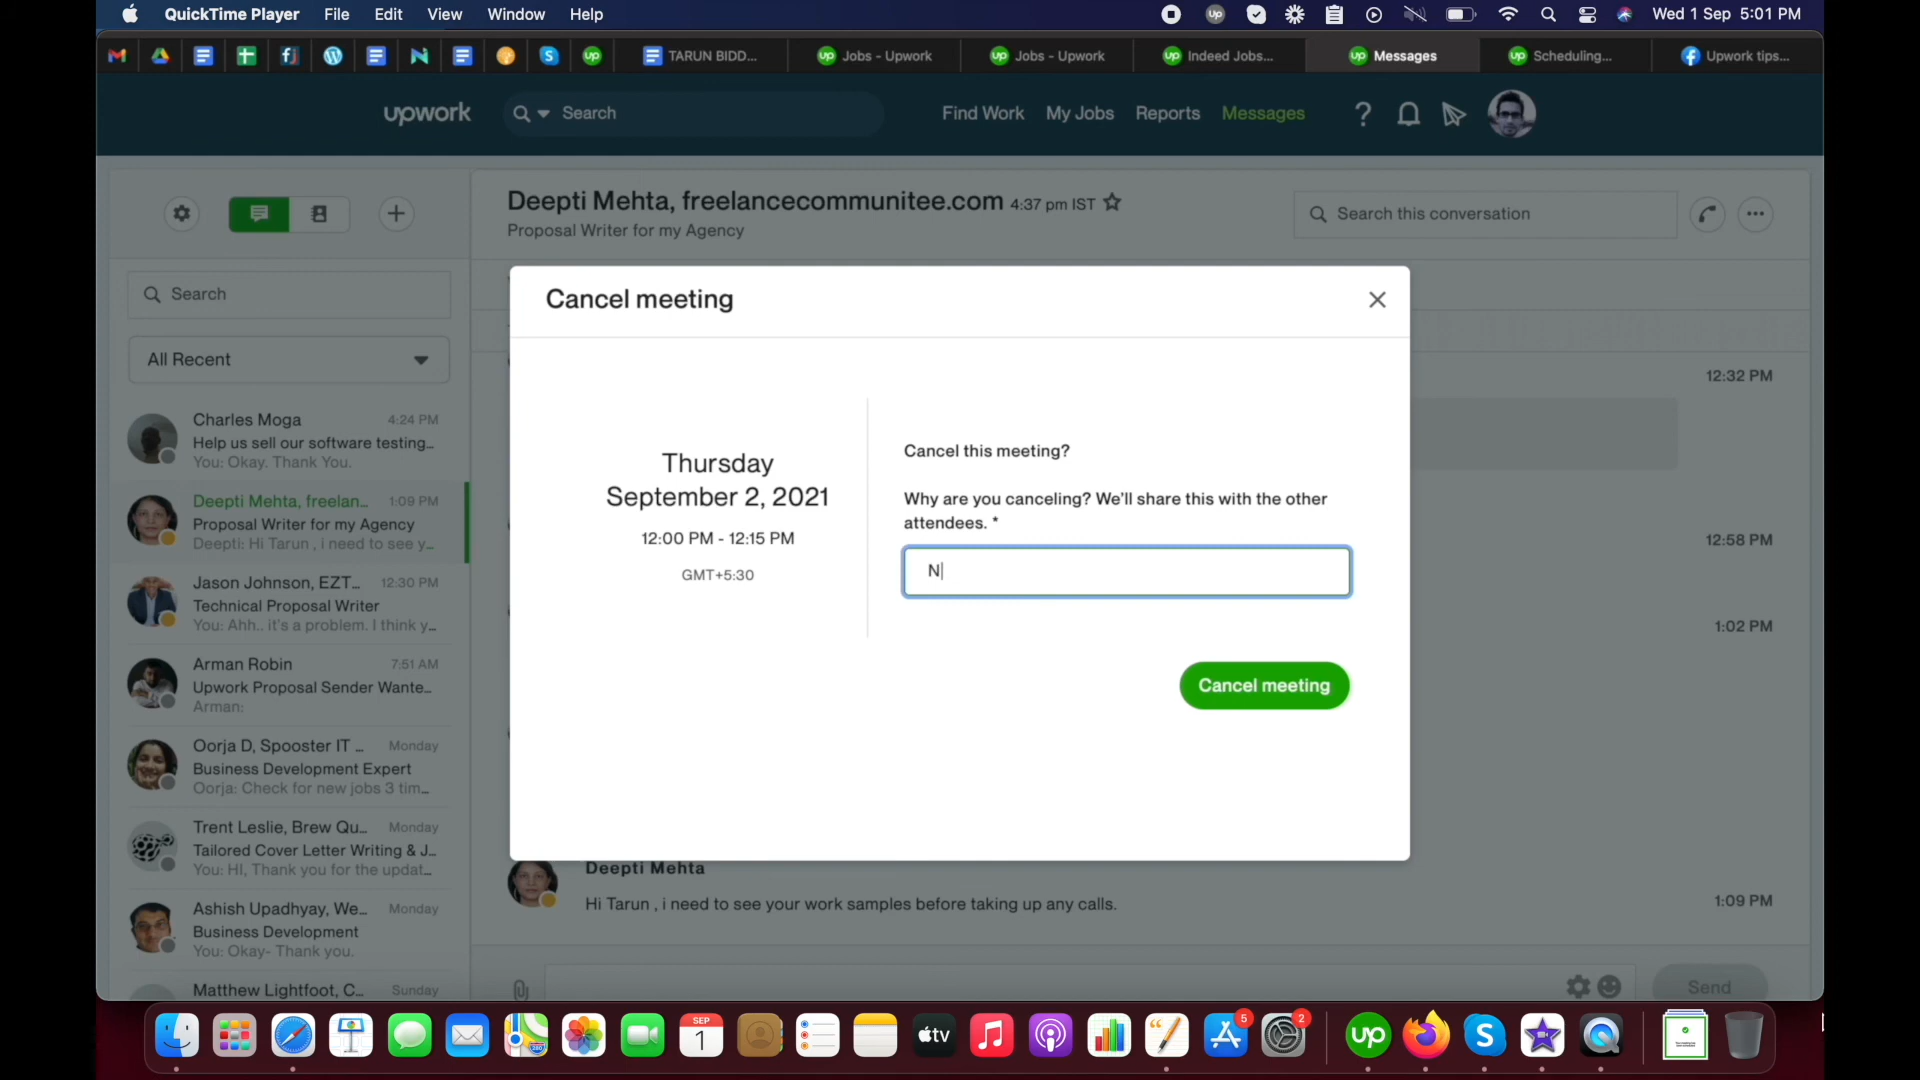 QuickTime Player File Edit View Window Help
Wed 1 Sep 5:01 PM
TARUN BIDD...
Jobs - Upwork
Jobs - Upwork
Indeed Jobs...
Messages
Scheduling...
Upwork tips...
upwork
Search
Find Work My Jobs Reports Messages
Deepti Mehta, freelancecommunitee.com 4:37 pm IST
Proposal Writer for my Agency
Search this conversation
Search
All Recent
Charles Moga 4:24 PM
Help us sell our software testing...
You: Okay. Thank You.
Deepti Mehta, freelan... 1:09 PM
Proposal Writer for my Agency
Deepti: Hi Tarun , i need to see y...
Jason Johnson, EZT... 12:30 PM
Technical Proposal Writer
You: Ahh.. it's a problem. I think y...
Arman Robin 7:51 AM
Upwork Proposal Sender Wante...
Arman:
Oorja D, Spooster IT ... Monday
Business Development Expert
Oorja: Check for new jobs 3 tim...
Trent Leslie, Brew Qu... Monday
Tailored Cover Letter Writing & J...
You: HI, Thank you for the updat...
Ashish Upadhyay, We... Monday
Business Development
You: Okay- Thank you.
Matthew Lightfoot, C... Sunday
Cancel meeting
Thursday
September 2, 2021
12:00 PM - 12:15 PM
GMT+5:30
Cancel this meeting?
Why are you canceling? We'll share this with the other
attendees. *
N
Cancel meeting
12:32 PM
12:58 PM
1:02 PM
Deepti Mehta
Hi Tarun , i need to see your work samples before taking up any calls.
1:09 PM
Send
SEP
1
280
tv
5
2
up